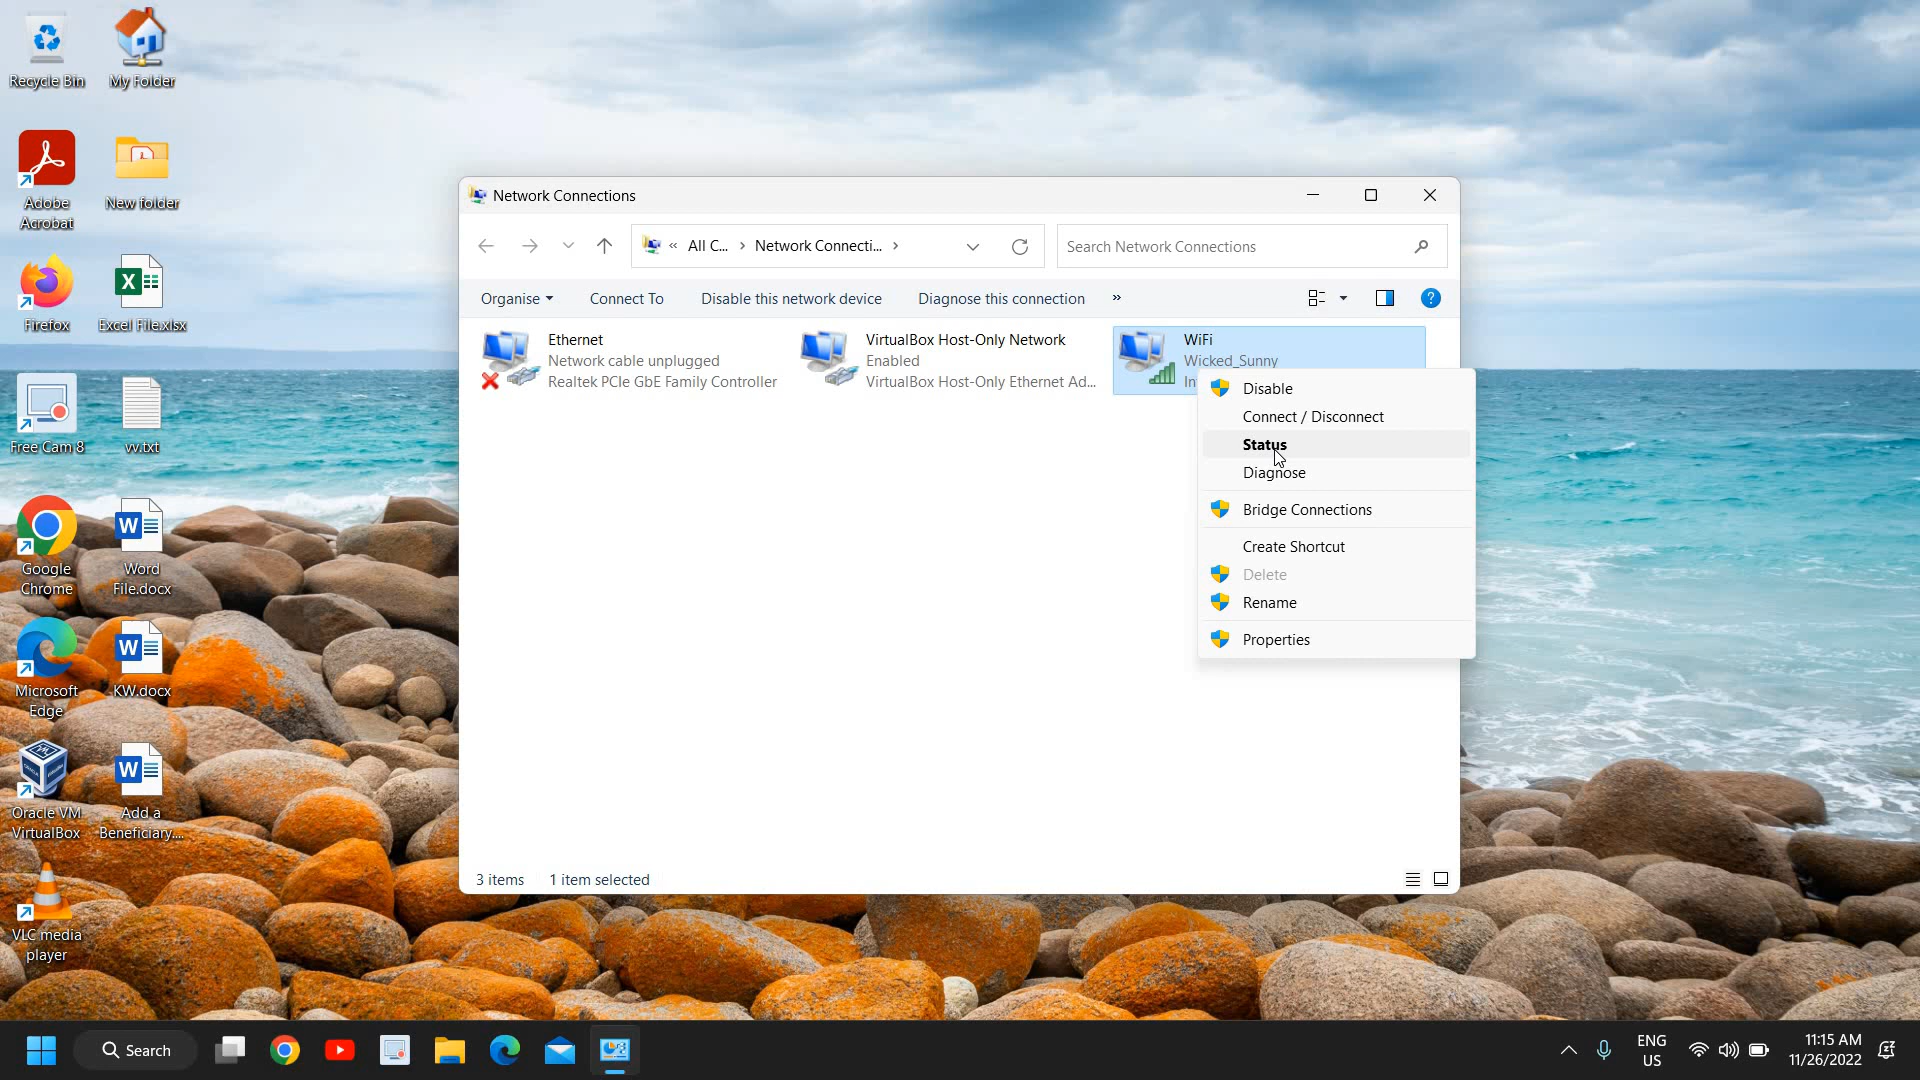 Recycle Bin
My Folder
Adobe
Acrobat
New folder
Firefox
Excel File.xlsx
Free Cam 8
vv.txt
Google
Chrome
Word
File.docx
Microsoft
Edge
KW.docx
Oracle VM
VirtualBox
Add a
Beneficiary....
VLC media
player
Network Connections
« All C... › Network Connecti... ›
Search Network Connections
Organise
Connect To
Disable this network device
Diagnose this connection
»
Ethernet
Network cable unplugged
Realtek PCIe GbE Family Controller
VirtualBox Host-Only Network
Enabled
VirtualBox Host-Only Ethernet Ad...
WiFi
Wicked_Sunny
Disable
Connect / Disconnect
Status
Diagnose
Bridge Connections
Create Shortcut
Delete
Rename
Properties
3 items
1 item selected
Search
ENG
US
11:15 AM
11/26/2022